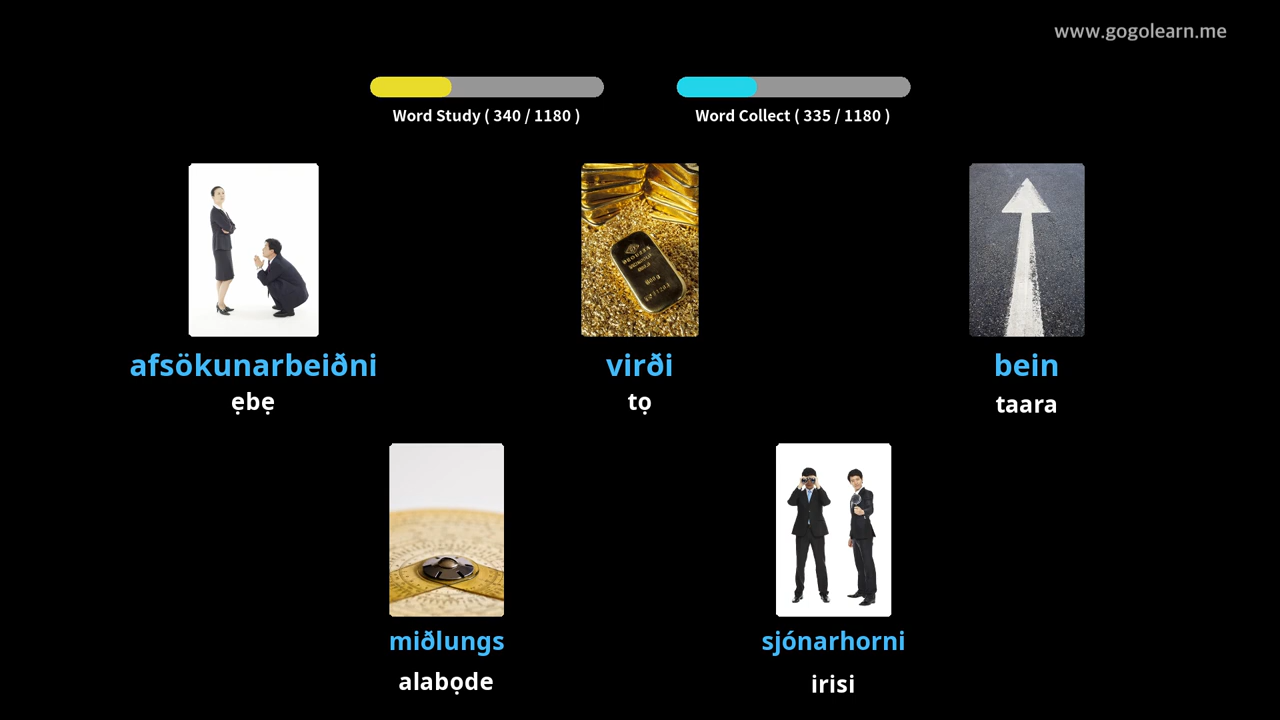 www.gogolearn.me
Word Study ( 340 / 1180 )
Word Collect ( 335 / 1180 )
afsökunarbeiðni
virði
bein
ẹbẹ
tọ
taara
miðlungs
sjónarhorni
alabọde
irisi